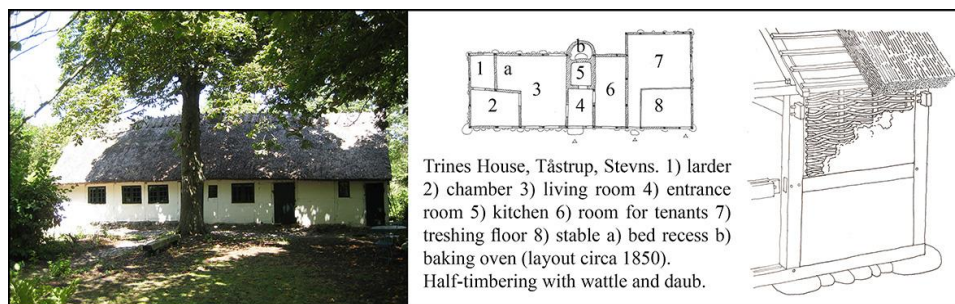 b
1 a 5 7
3 6
2 4 8
Trines House, Tåstrup, Stevns. 1) larder
2) chamber 3) living room 4) entrance
room 5) kitchen 6) room for tenants 7)
treshing floor 8) stable a) bed recess b)
baking oven (layout circa 1850).
Half-timbering with wattle and daub.